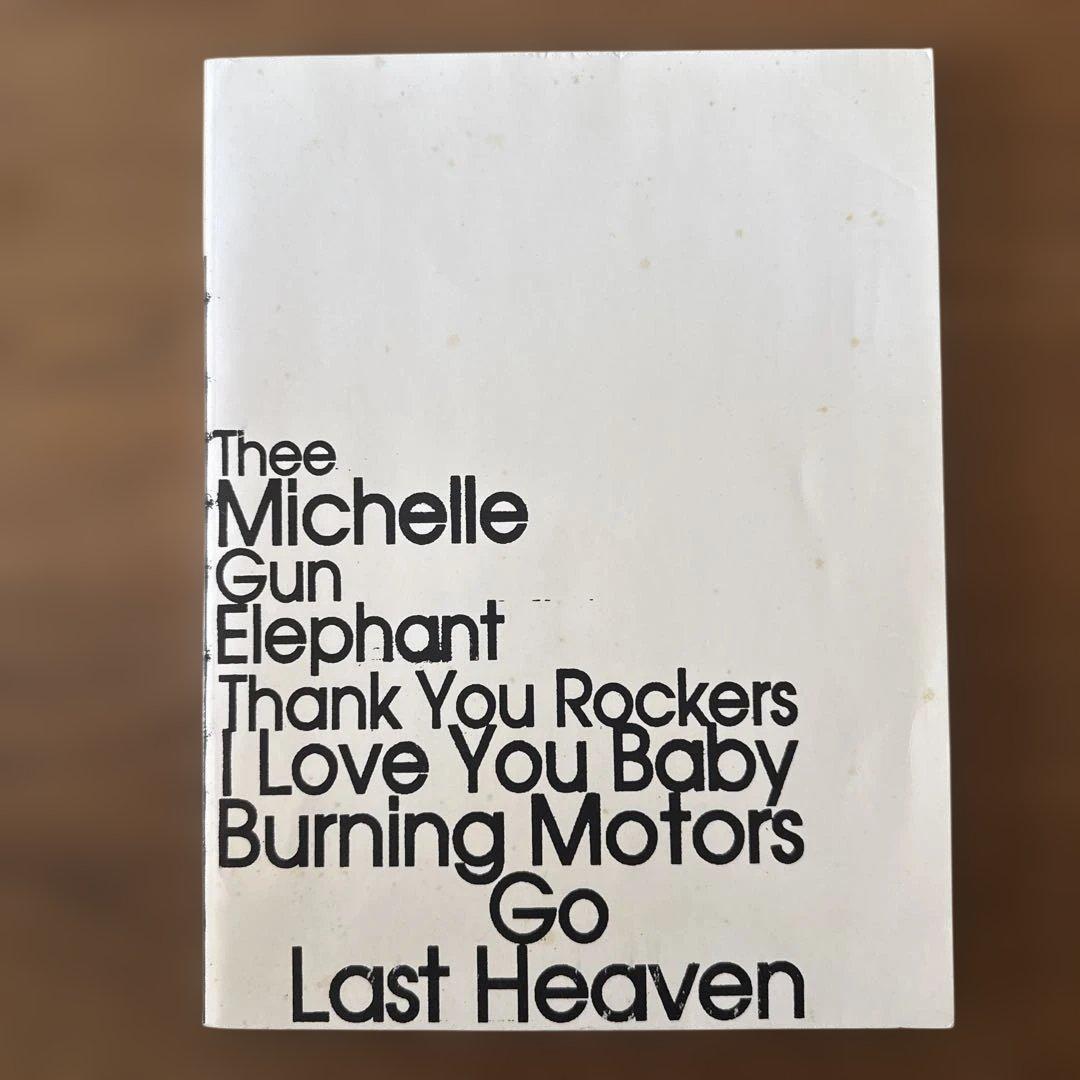 Thee
Michelle
Gun
Elephant
Thank You Rockers
I Love You Baby
Burning Motors
Go
Last Heaven